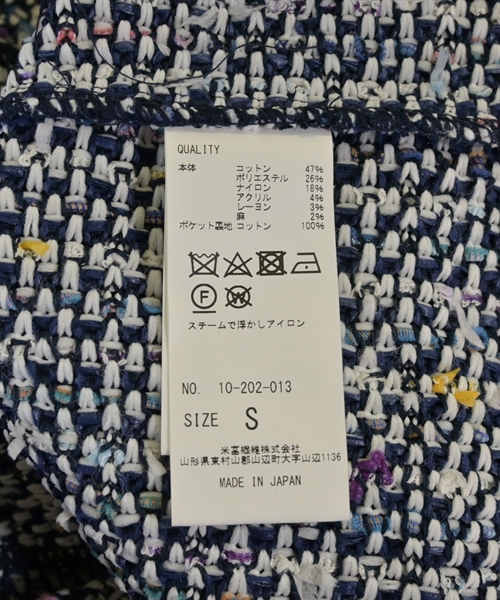 QUALITY
本体 コットン 47%
ポリエステル 26%
ナイロン 18%
アクリル 4%
レーヨン 3%
麻 2%
ポケット裏地 コットン 100%
F
W
スチームで浮かしアイロン
NO. 10-202-013
SIZE S
米富繊維株式会社
山形県東村山郡山辺町大字山辺1136
MADE IN JAPAN